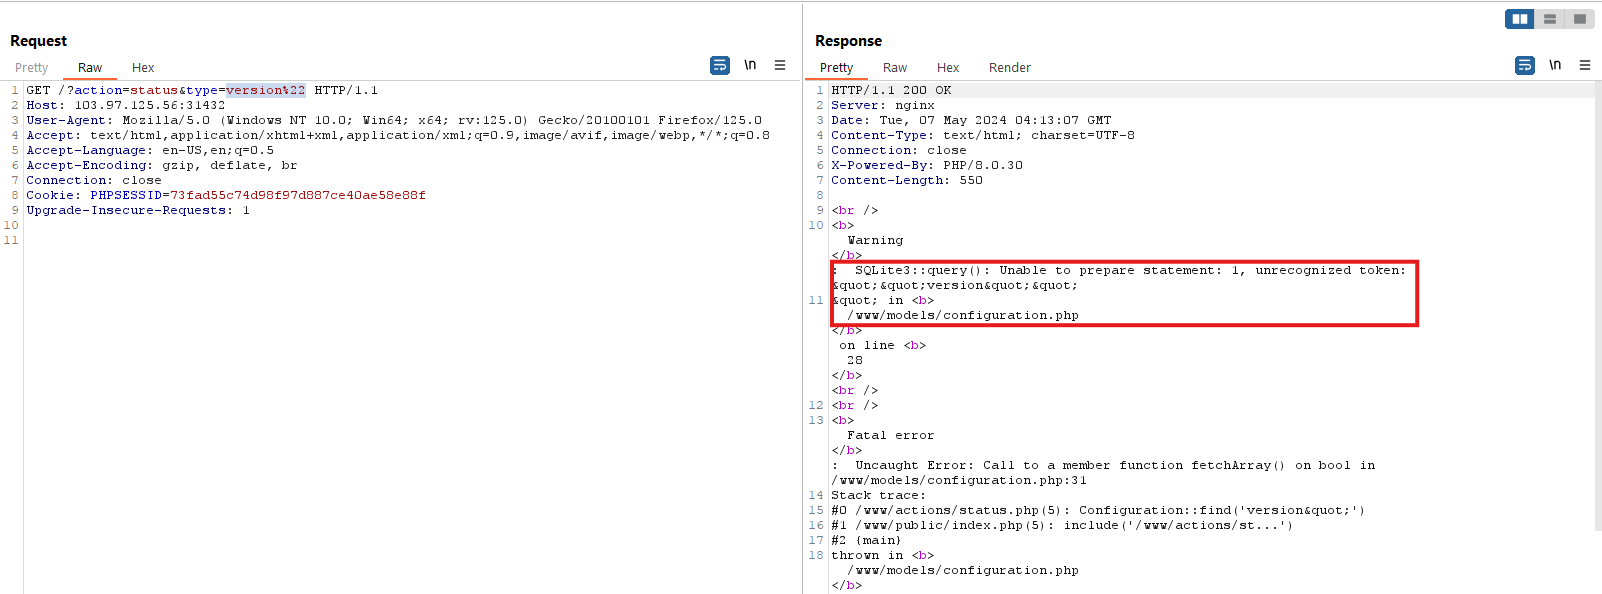 Request
Pretty Raw Hex
\n
1 GET /?action=status&type=version%22 HTTP/1.1
2 Host: 103.97.125.56:31432
3 User-Agent: Mozilla/5.0 (Windows NT 10.0; Win64; x64; rv:125.0) Gecko/20100101 Firefox/125.0
4 Accept: text/html,application/xhtml+xml,application/xml;q=0.9,image/avif,image/webp,*/*;q=0.8
5 Accept-Language: en-US,en;q=0.5
6 Accept-Encoding: gzip, deflate, br
7 Connection: close
8 Cookie: PHPSESSID=73fad55c74d98f97d887ce40ae58e88f
9 Upgrade-Insecure-Requests: 1
10
11
Response
Pretty Raw Hex Render
\n
1 HTTP/1.1 200 OK
2 Server: nginx
3 Date: Tue, 07 May 2024 04:13:07 GMT
4 Content-Type: text/html; charset=UTF-8
5 Connection: close
6 X-Powered-By: PHP/8.0.30
7 Content-Length: 550
8
9 <br />
10 <b>
Warning
</b>
: SQLite3::query(): Unable to prepare statement: 1, unrecognized token:
&quot;&quot;version&quot;&quot;
11 &quot; in <b>
/www/models/configuration.php
</b>
on line <b>
28
</b>
<br />
12 <br />
13 <b>
Fatal error
</b>
: Uncaught Error: Call to a member function fetchArray() on bool in
/www/models/configuration.php:31
14 Stack trace:
15 #0 /www/actions/status.php(5): Configuration::find('version&quot;')
16 #1 /www/public/index.php(5): include('/www/actions/st...')
17 #2 {main}
18 thrown in <b>
/www/models/configuration.php
</b>